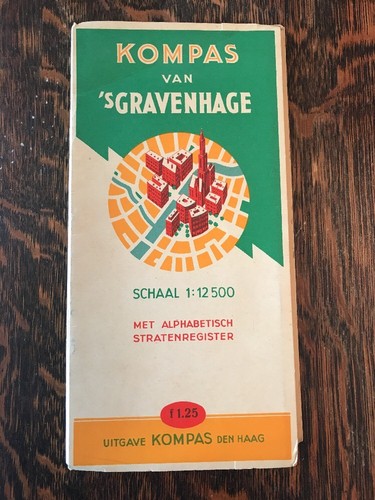 KOMPAS
VAN
'SGRAVENHAGE
SCHAAL 1:12500
MET ALPHABETISCH
STRATENREGISTER
f 1.25
UITGAVE KOMPAS DEN HAAG